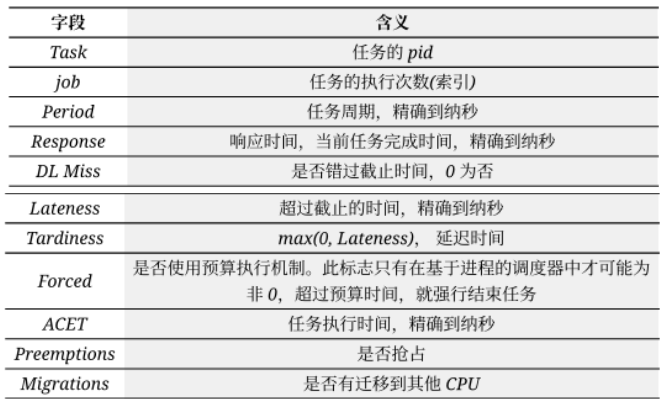 字段 含义
Task 任务的 pid
job 任务的执行次数(索引)
Period 任务周期，精确到纳秒
Response 响应时间，当前任务完成时间，精确到纳秒
DL Miss 是否错过截止时间，0 为否
Lateness 超过截止的时间，精确到纳秒
Tardiness max(0, Lateness)， 延迟时间
Forced 是否使用预算执行机制。此标志只有在基于进程的调度器中才可能为
非 0，超过预算时间，就强行结束任务
ACET 任务执行时间，精确到纳秒
Preemptions 是否抢占
Migrations 是否有迁移到其他 CPU